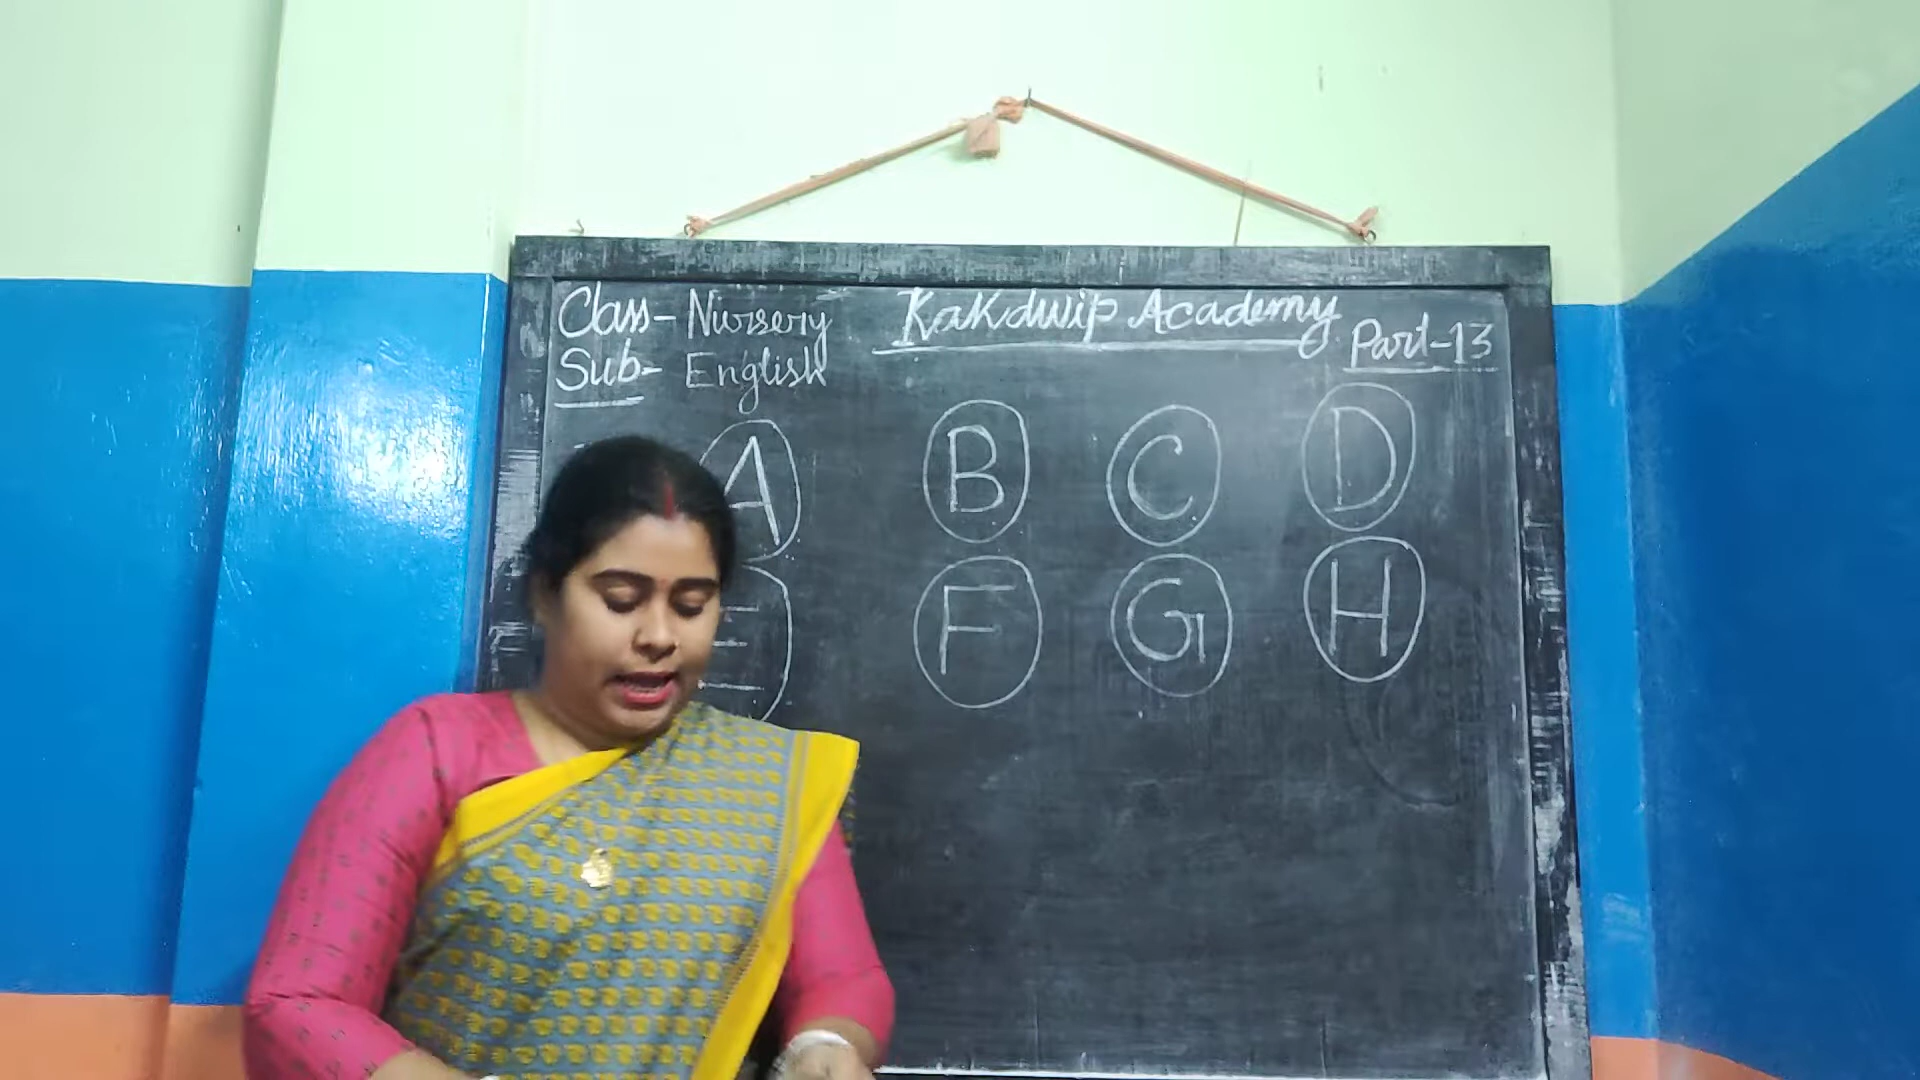 Class- Nursery
Kakdwip Academy
Part-13
Sub- English
A B C D
E F G H